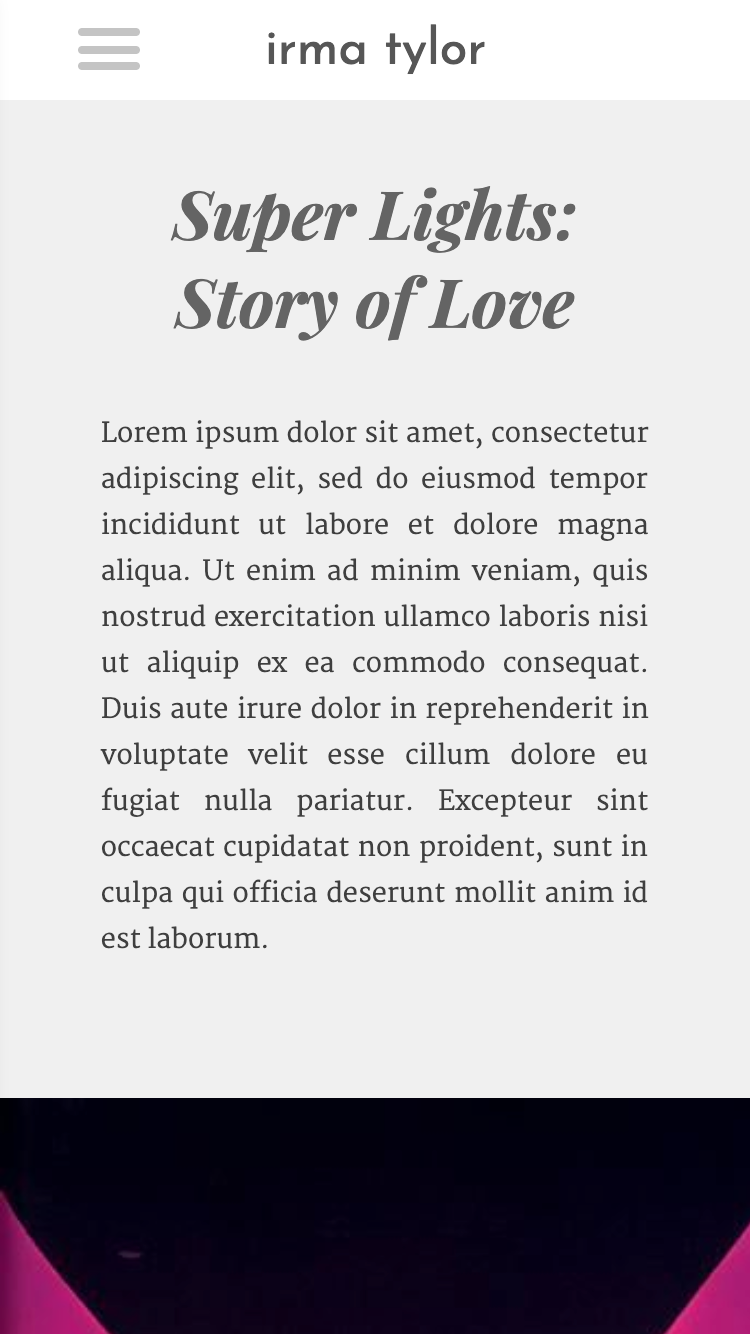 irma tylor
Super Lights:
Story of Love
Lorem ipsum dolor sit amet, consectetur
adipiscing elit, sed do eiusmod tempor
incididunt ut labore et dolore magna
aliqua. Ut enim ad minim veniam, quis
nostrud exercitation ullamco laboris nisi
ut aliquip ex ea commodo consequat.
Duis aute irure dolor in reprehenderit in
voluptate velit esse cillum dolore eu
fugiat nulla pariatur. Excepteur sint
occaecat cupidatat non proident, sunt in
culpa qui officia deserunt mollit anim id
est laborum.